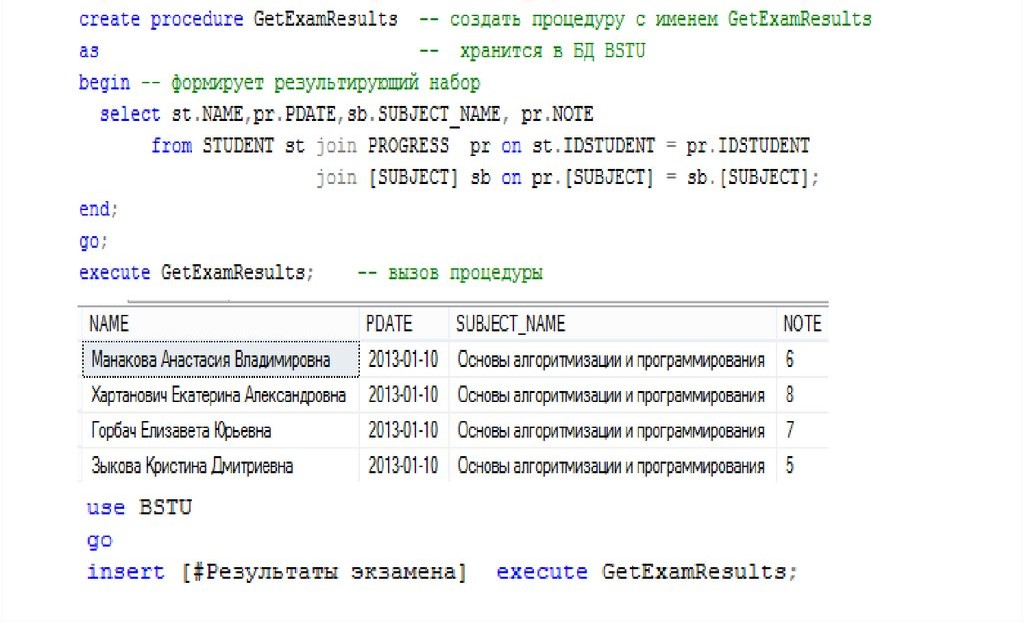 create procedure GetExamResults -- создать процедуру с именем GetExamResults
as -- хранится в БД BSTU
begin -- формирует результирующий набор
select st.NAME,pr.PDATE,sb.SUBJECT_NAME, pr.NOTE
from STUDENT st join PROGRESS pr on st.IDSTUDENT = pr.IDSTUDENT
join [SUBJECT] sb on pr.[SUBJECT] = sb.[SUBJECT];
end;
go;
execute GetExamResults; -- вызов процедуры
NAME PDATE SUBJECT_NAME NOTE
Манакова Анастасия Владимировна 2013-01-10 Основы алгоритмизации и программирования 6
Хартанович Екатерина Александровна 2013-01-10 Основы алгоритмизации и программирования 8
Горбач Елизавета Юрьевна 2013-01-10 Основы алгоритмизации и программирования 7
Зыкова Кристина Дмитриевна 2013-01-10 Основы алгоритмизации и программирования 5
use BSTU
go
insert [#Результаты экзамена] execute GetExamResults;